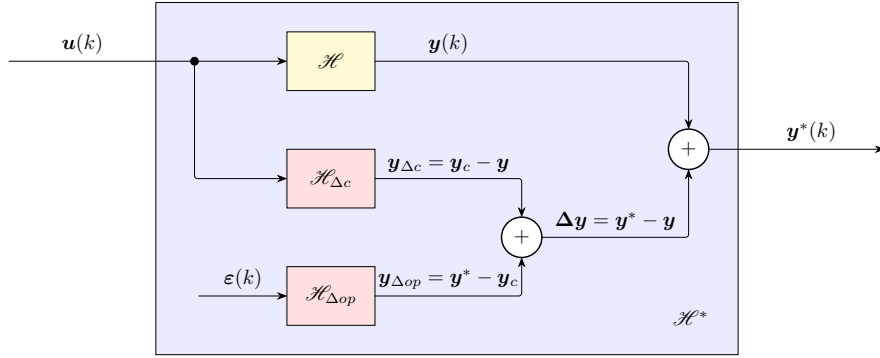 u(k)
ℋ
y(k)
y*(k)
+
ℋ_Δc
y_Δc = y_c − y
+
Δy = y* − y
ε(k)
ℋ_Δop
y_Δop = y* − y_c
ℋ*